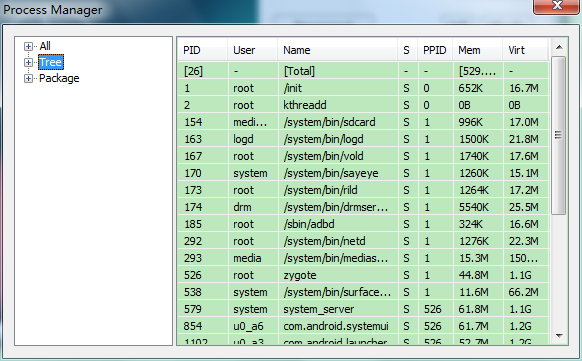 Process Manager
All
Tree
Package
PID User Name S PPID Mem Virt
[26] - [Total] - - [529.... -
1 root /init S 0 652K 16.7M
2 root kthreadd S 0 0B 0B
154 medi... /system/bin/sdcard S 1 996K 17.0M
163 logd /system/bin/logd S 1 1500K 21.8M
167 root /system/bin/vold S 1 1740K 17.6M
170 system /system/bin/sayeye S 1 1260K 15.1M
173 root /system/bin/rild S 1 1264K 17.2M
174 drm /system/bin/drmser... S 1 5540K 25.5M
185 root /sbin/adbd S 1 324K 16.6M
292 root /system/bin/netd S 1 1276K 22.3M
293 media /system/bin/medias... S 1 15.3M 150...
526 root zygote S 1 44.8M 1.1G
538 system /system/bin/surface... S 1 11.6M 66.2M
579 system system_server S 526 61.8M 1.1G
854 u0_a6 com.android.systemui S 526 61.7M 1.2G
1102 u0_a3 com.android.launcher S 526 52.7M 1.2G